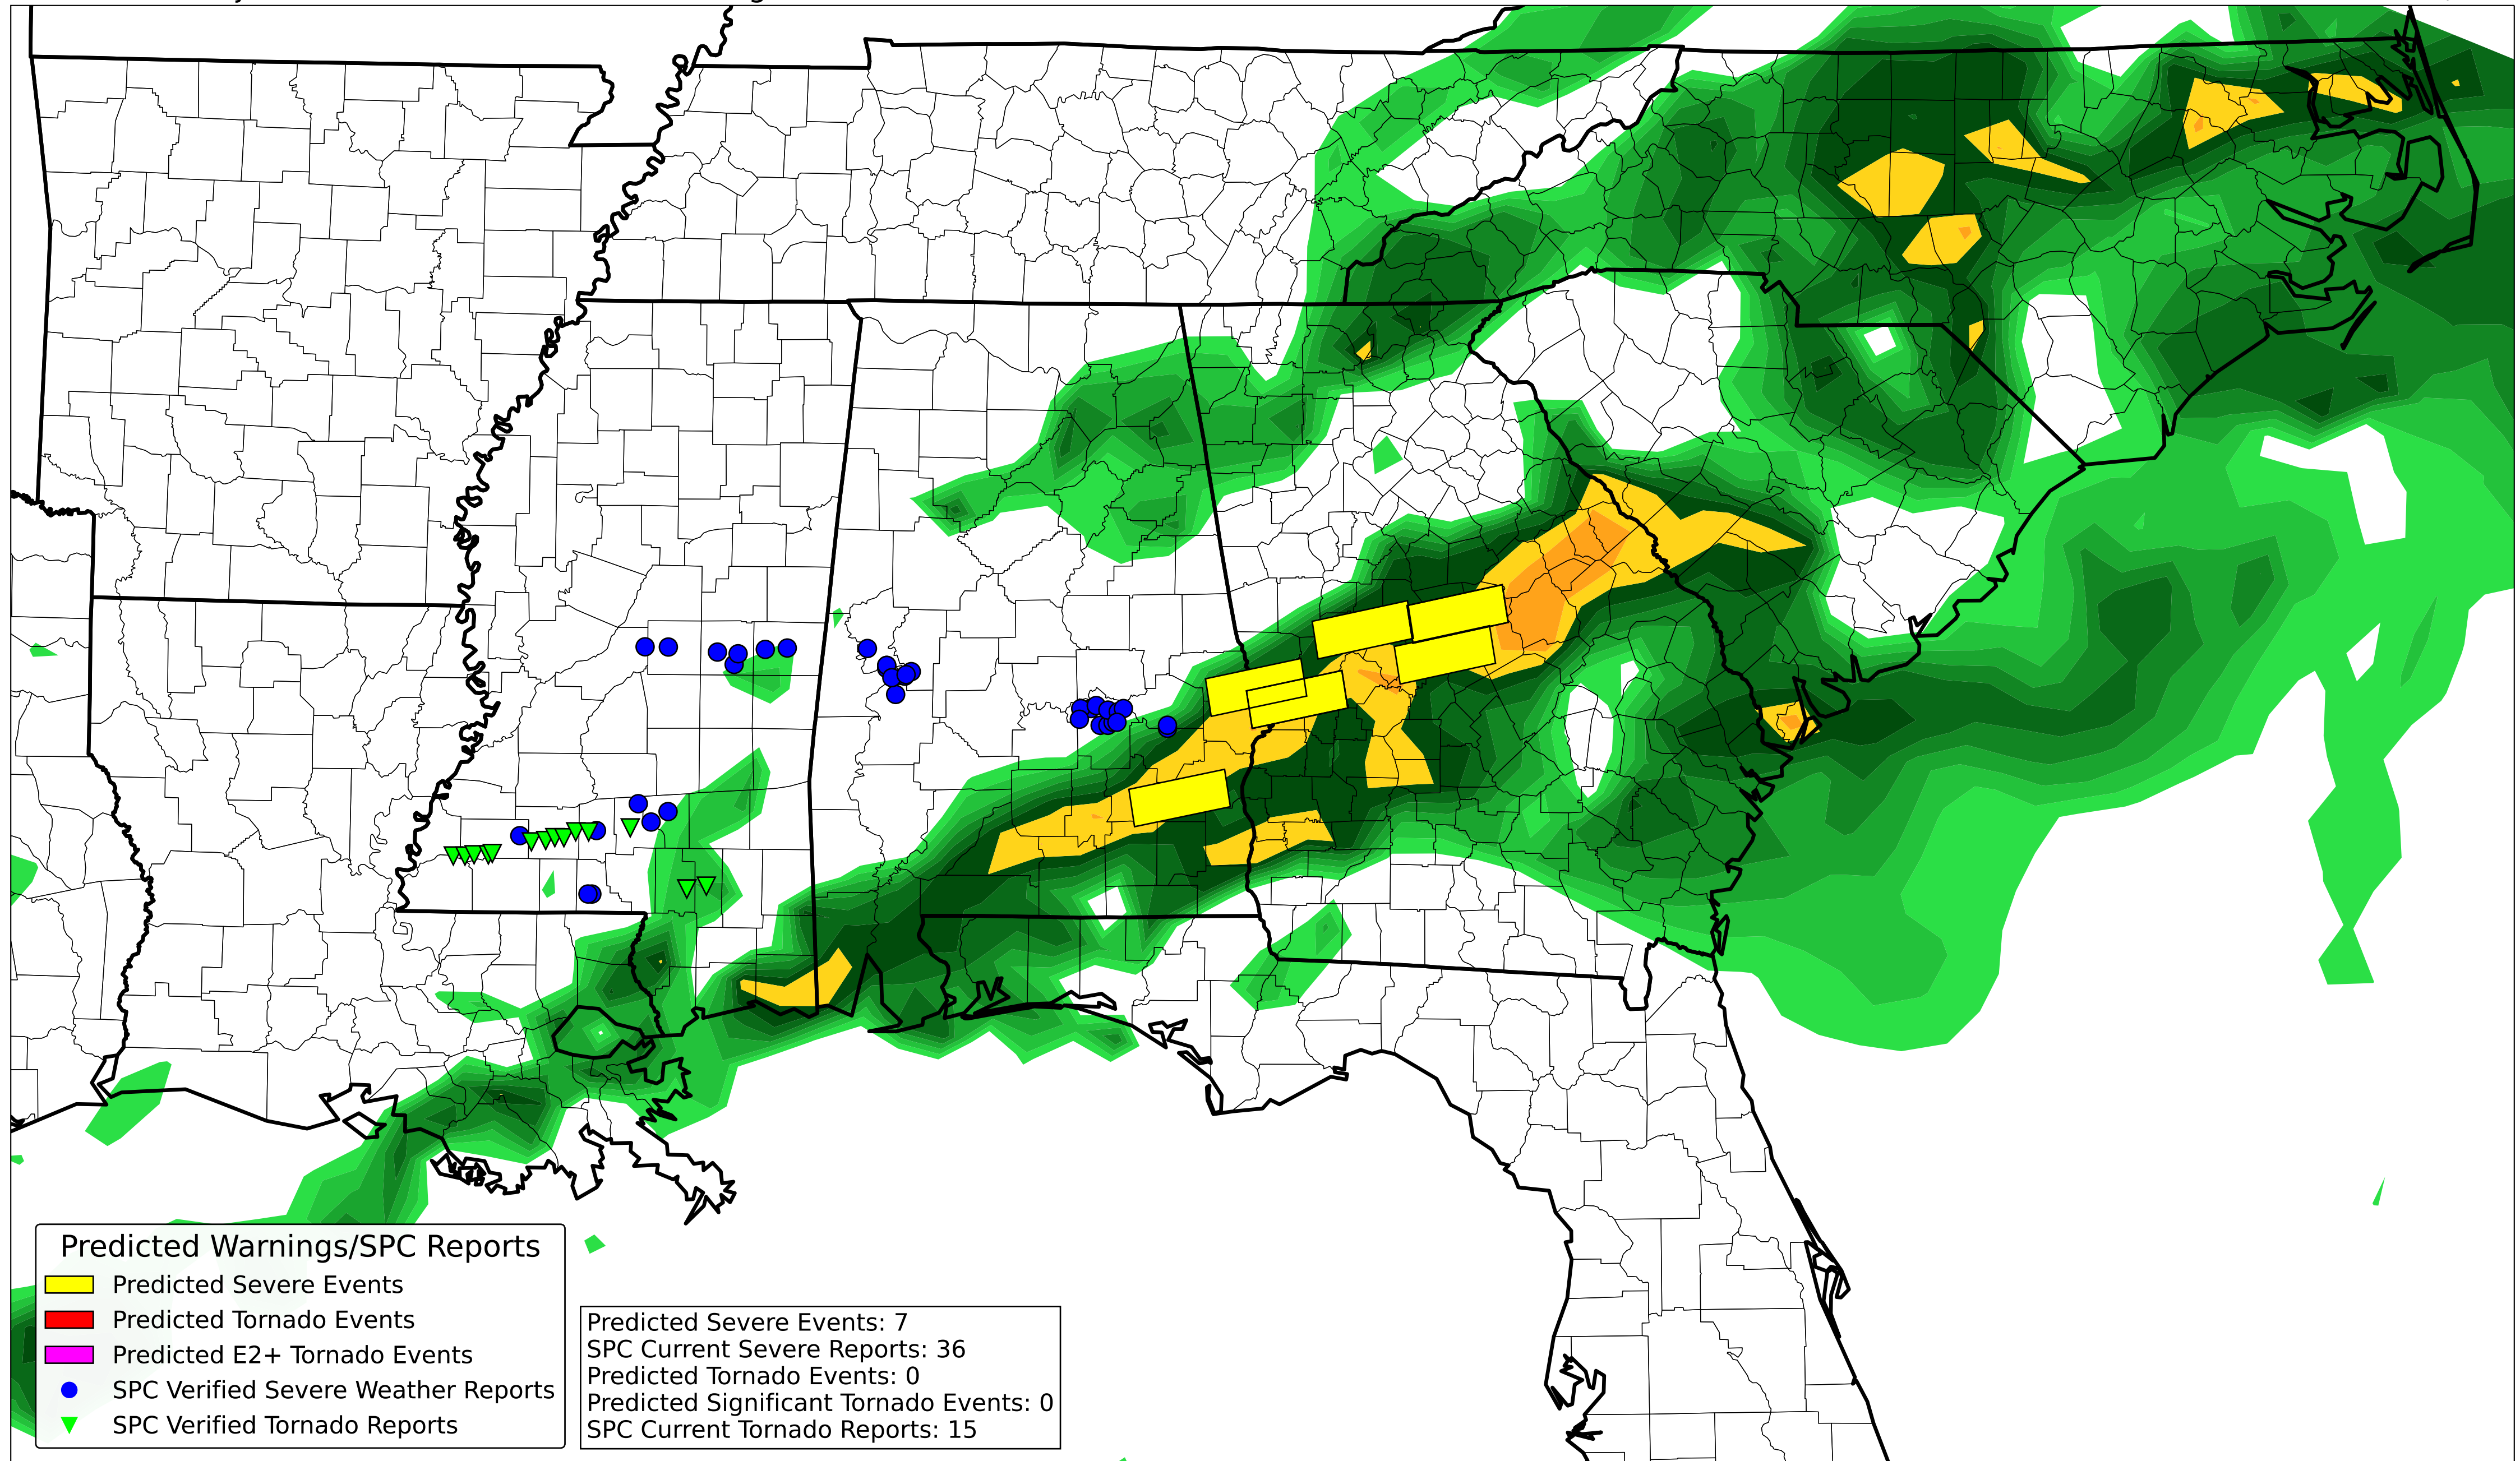 Predicted Warnings/SPC Reports
Predicted Severe Events
Predicted Tornado Events
Predicted E2+ Tornado Events
SPC Verified Severe Weather Reports
SPC Verified Tornado Reports
Predicted Severe Events: 7
SPC Current Severe Reports: 36
Predicted Tornado Events: 0
Predicted Significant Tornado Events: 0
SPC Current Tornado Reports: 15